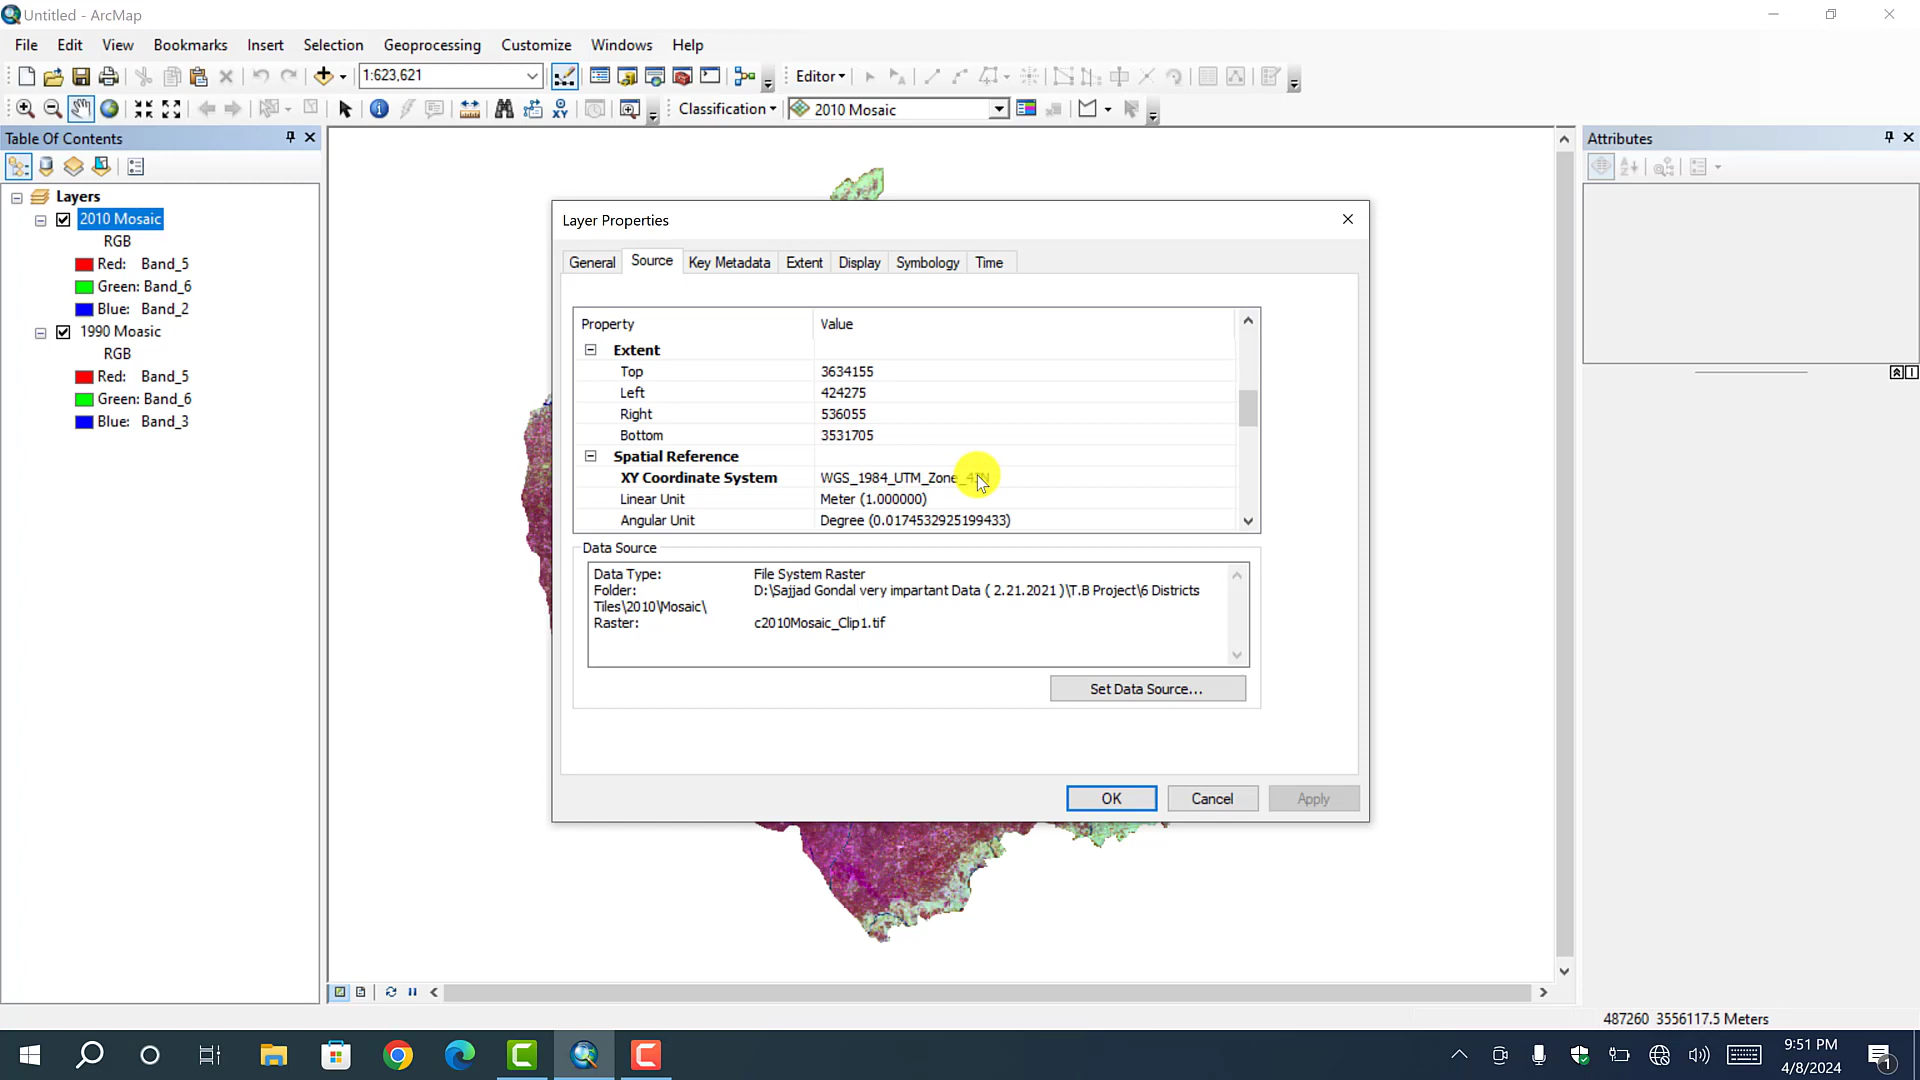 Untitled - ArcMap
File Edit View Bookmarks Insert Selection Geoprocessing Customize Windows Help
1:623,621
Editor
Classification
2010 Mosaic
Table Of Contents
Attributes
Layers
2010 Mosaic
RGB
Red: Band_5
Green: Band_6
Blue: Band_2
1990 Moasic
RGB
Red: Band_5
Green: Band_6
Blue: Band_3
Layer Properties
General Source Key Metadata Extent Display Symbology Time
Property Value
Extent
Top 3634155
Left 424275
Right 536055
Bottom 3531705
Spatial Reference
XY Coordinate System
Linear Unit Meter (1.000000)
Angular Unit Degree (0.0174532925199433)
Data Source
Data Type: File System Raster
Folder: D:\Sajjad Gondal very impartant Data ( 2.21.2021 )\T.B Project\6 Districts
Tiles\2010\Mosaic\
Raster: c2010Mosaic_Clip1.tif
Set Data Source...
OK Cancel Apply
487260 3556117.5 Meters
9:51 PM
4/8/2024
1